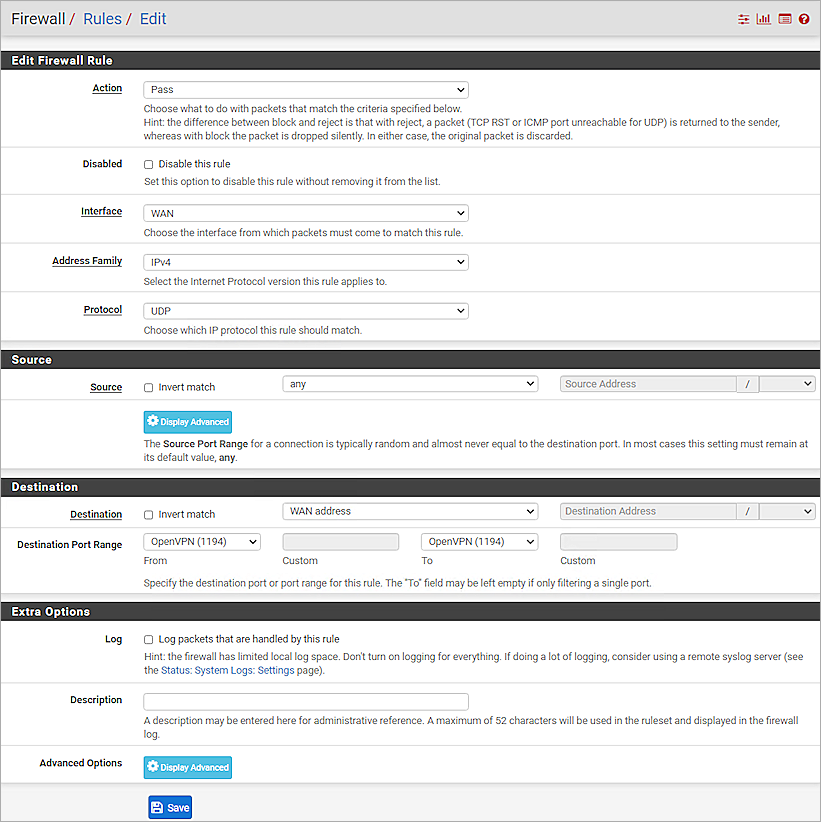 Firewall / Rules / Edit
Edit Firewall Rule
Action
Pass
Choose what to do with packets that match the criteria specified below.
Hint: the difference between block and reject is that with reject, a packet (TCP RST or ICMP port unreachable for UDP) is returned to the sender,
whereas with block the packet is dropped silently. In either case, the original packet is discarded.
Disabled
Disable this rule
Set this option to disable this rule without removing it from the list.
Interface
WAN
Choose the interface from which packets must come to match this rule.
Address Family
IPv4
Select the Internet Protocol version this rule applies to.
Protocol
UDP
Choose which IP protocol this rule should match.
Source
Source
Invert match
any
Source Address
/
Display Advanced
The Source Port Range for a connection is typically random and almost never equal to the destination port. In most cases this setting must remain at
its default value, any.
Destination
Destination
Invert match
WAN address
Destination Address
/
Destination Port Range
OpenVPN (1194)
OpenVPN (1194)
From
Custom
To
Custom
Specify the destination port or port range for this rule. The "To" field may be left empty if only filtering a single port.
Extra Options
Log
Log packets that are handled by this rule
Hint: the firewall has limited local log space. Don't turn on logging for everything. If doing a lot of logging, consider using a remote syslog server (see
the Status: System Logs: Settings page).
Description
A description may be entered here for administrative reference. A maximum of 52 characters will be used in the ruleset and displayed in the firewall
log.
Advanced Options
Display Advanced
Save